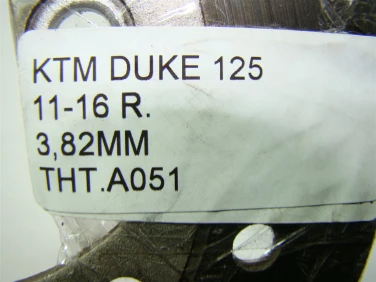 KTM DUKE 125
11-16 R.
3,82MM
THT.A051